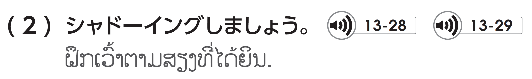 (2) シャドーイングしましょう。 13-28 13-29
ຝຶກເວົ້າຕາມສຽງທີ່ໄດ້ຍິນ.